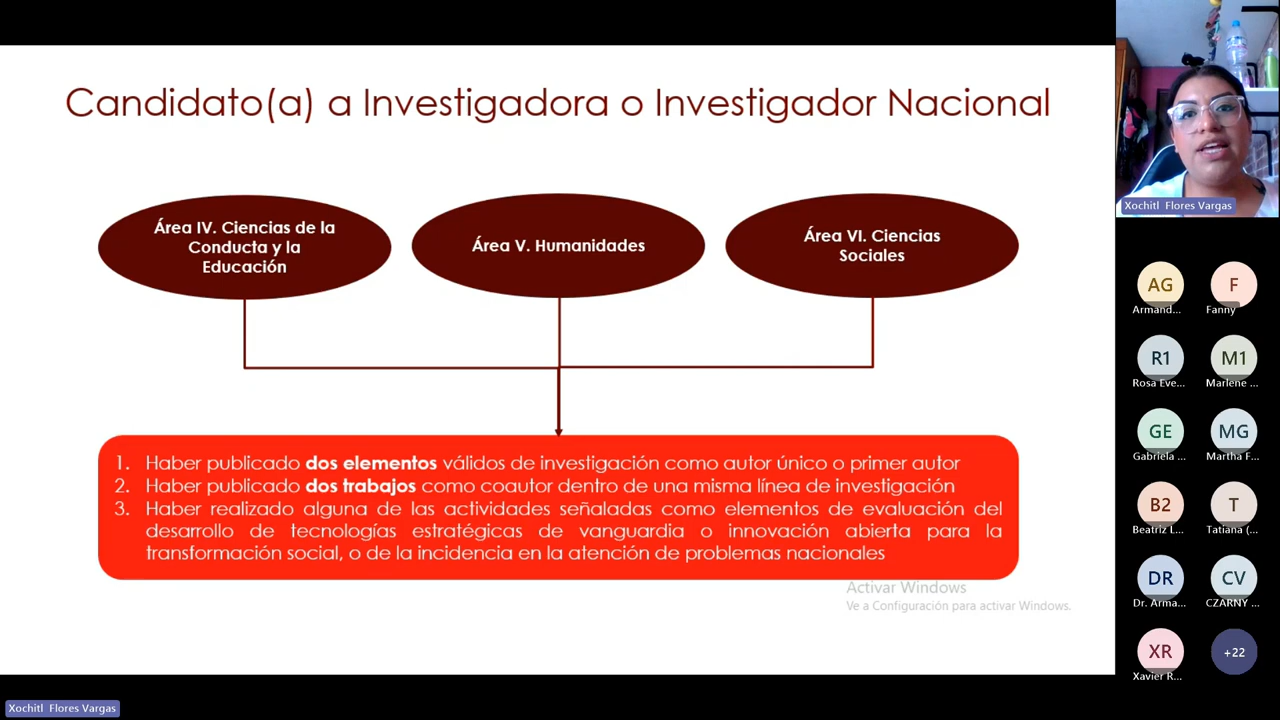 Candidato(a) a Investigadora o Investigador Nacional
Área IV. Ciencias de la
Conducta y la
Educación
Área V. Humanidades
Área VI. Ciencias
Sociales
1. Haber publicado dos elementos válidos de investigación como autor único o primer autor
2. Haber publicado dos trabajos como coautor dentro de una misma línea de investigación
3. Haber realizado alguna de las actividades señaladas como elementos de evaluación del
desarrollo de tecnologías estratégicas de vanguardia o innovación abierta para la
transformación social, o de la incidencia en la atención de problemas nacionales
Activar Windows
Ve a Configuración para activar Windows.
Xochitl Flores Vargas
AG
Armand...
F
Fanny
R1
Rosa Eve...
M1
Marlene ...
GE
Gabriela ...
MG
Martha F...
B2
Beatriz L...
T
Tatiana (...
DR
Dr. Arma...
CV
CZARNY ...
XR
Xavier R...
+22
Xochitl Flores Vargas